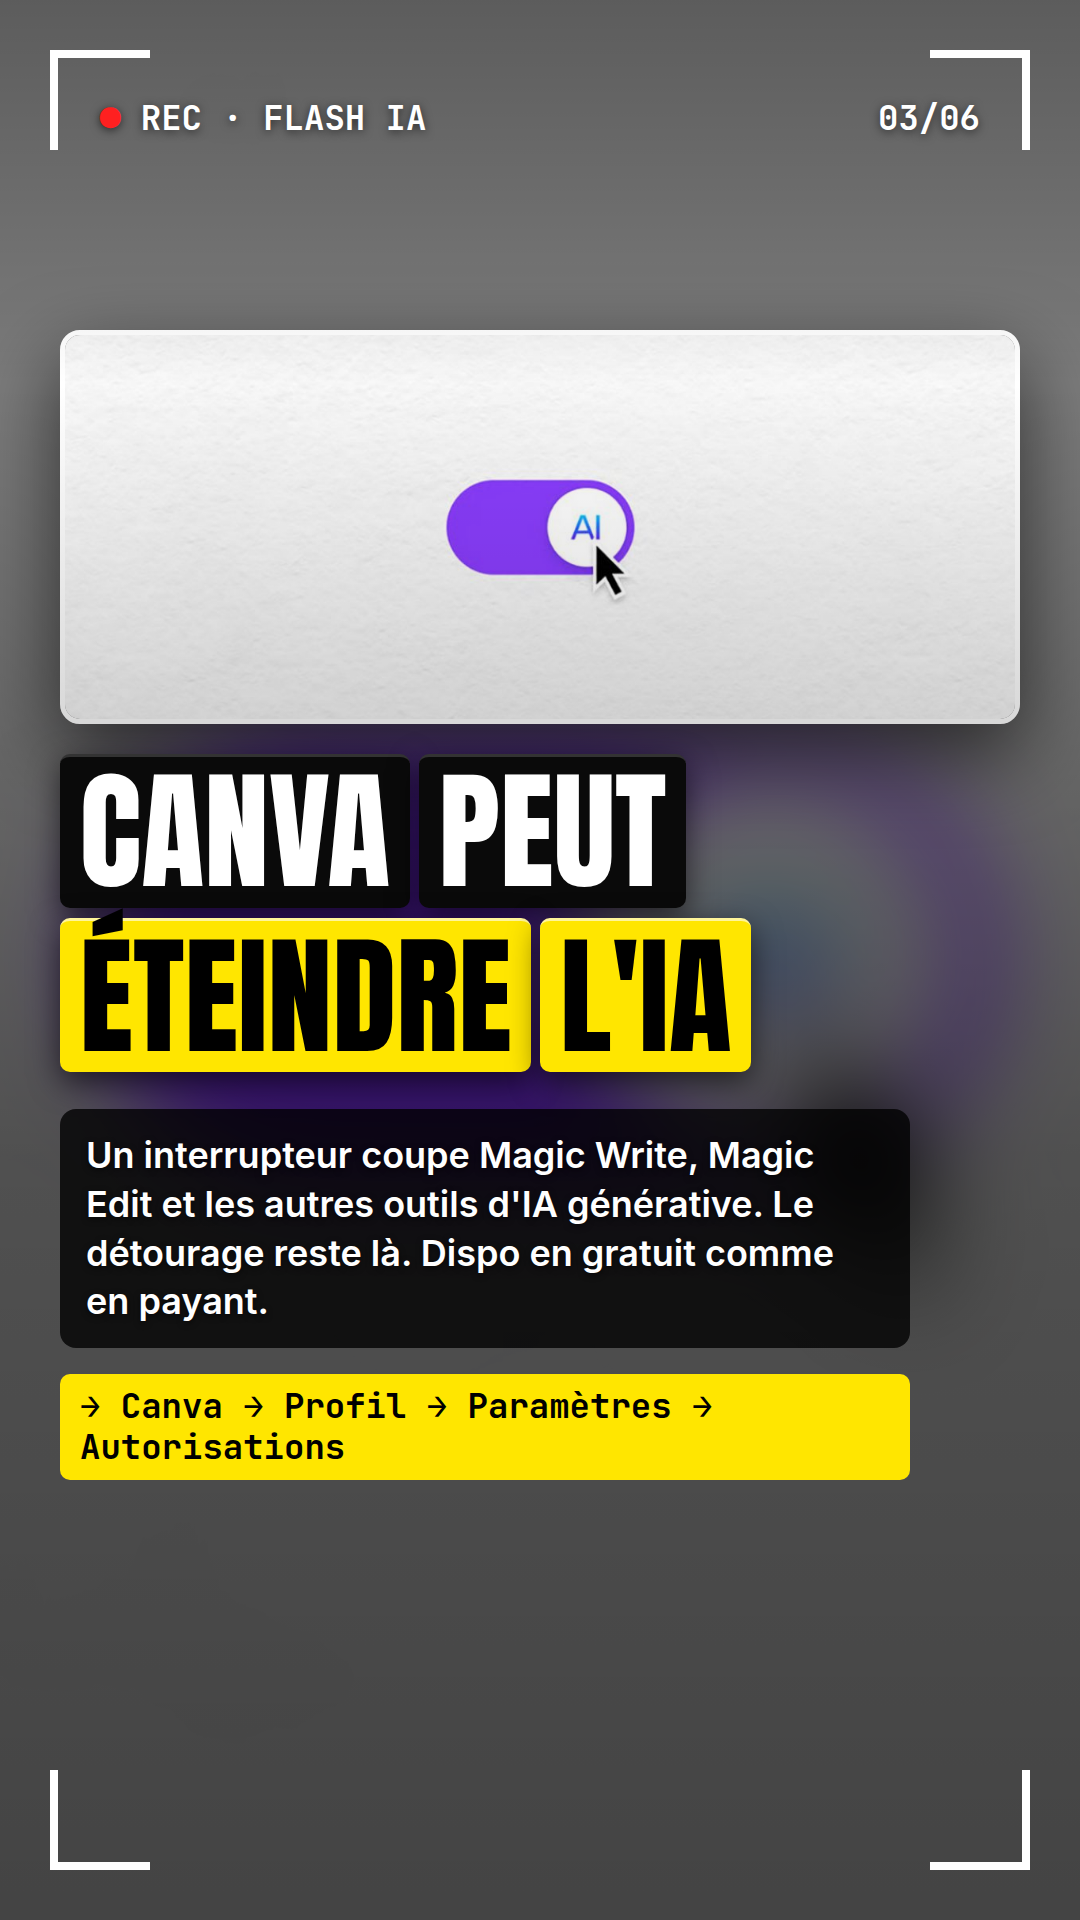 REC · FLASH IA
03/06
AI
CANVA PEUT
ÉTEINDRE L'IA
Un interrupteur coupe Magic Write, Magic
Edit et les autres outils d'IA générative. Le
détourage reste là. Dispo en gratuit comme
en payant.
→ Canva → Profil → Paramètres →
Autorisations